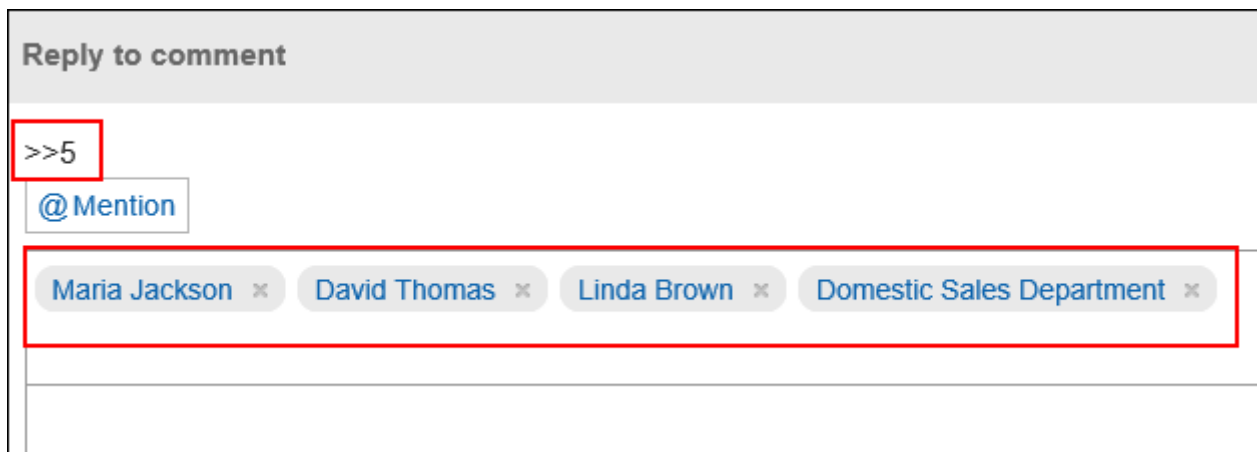 Reply to comment
>>5
@Mention
Maria Jackson × David Thomas × Linda Brown × Domestic Sales Department ×